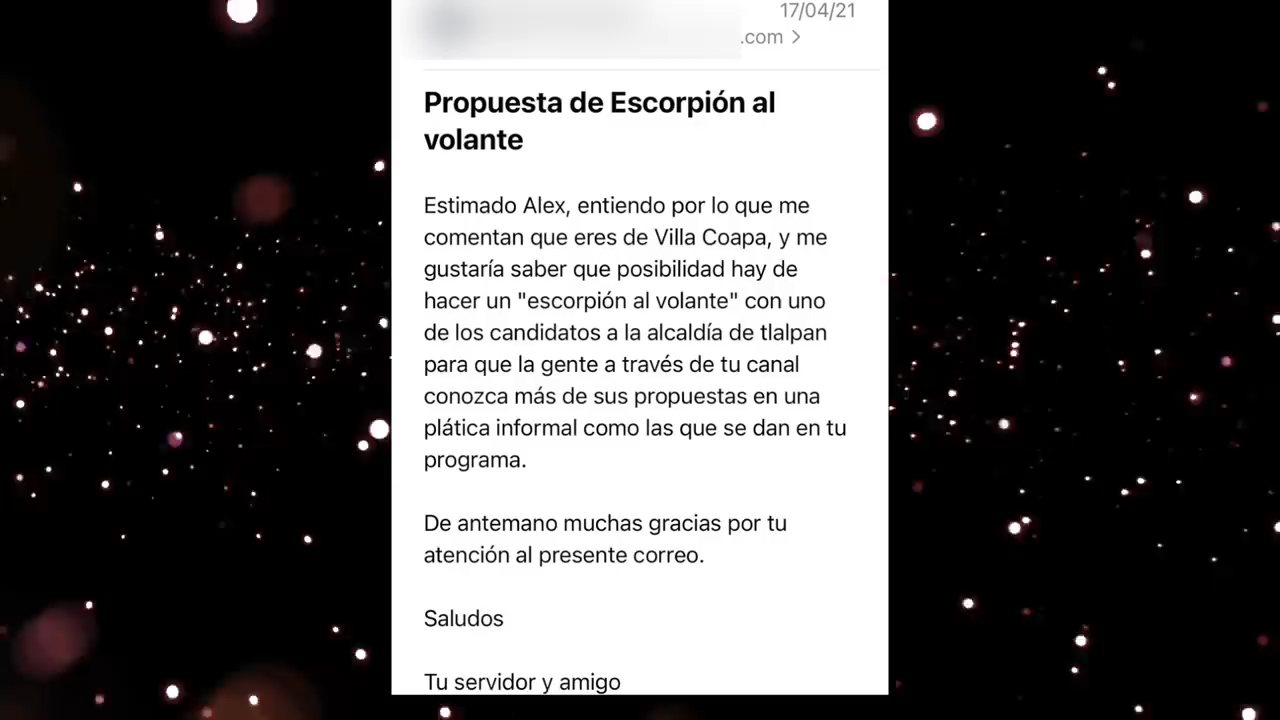 17/04/21
.com >
Propuesta de Escorpión al
volante
Estimado Alex, entiendo por lo que me
comentan que eres de Villa Coapa, y me
gustaría saber que posibilidad hay de
hacer un "escorpión al volante" con uno
de los candidatos a la alcaldía de tlalpan
para que la gente a través de tu canal
conozca más de sus propuestas en una
plática informal como las que se dan en tu
programa.
De antemano muchas gracias por tu
atención al presente correo.
Saludos
Tu servidor y amigo